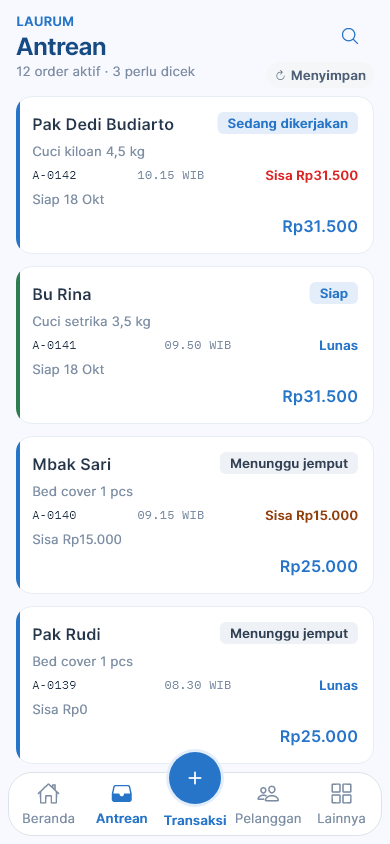 LAURUM
Antrean
12 order aktif · 3 perlu dicek
Menyimpan
Pak Dedi Budiarto
Sedang dikerjakan
Cuci kiloan 4,5 kg
A-0142 10.15 WIB Sisa Rp31.500
Siap 18 Okt
Rp31.500
Bu Rina
Siap
Cuci setrika 3,5 kg
A-0141 09.50 WIB Lunas
Siap 18 Okt
Rp31.500
Mbak Sari
Menunggu jemput
Bed cover 1 pcs
A-0140 09.15 WIB Sisa Rp15.000
Sisa Rp15.000
Rp25.000
Pak Rudi
Menunggu jemput
Bed cover 1 pcs
A-0139 08.30 WIB Lunas
Sisa Rp0
Rp25.000
Beranda Antrean Transaksi Pelanggan Lainnya